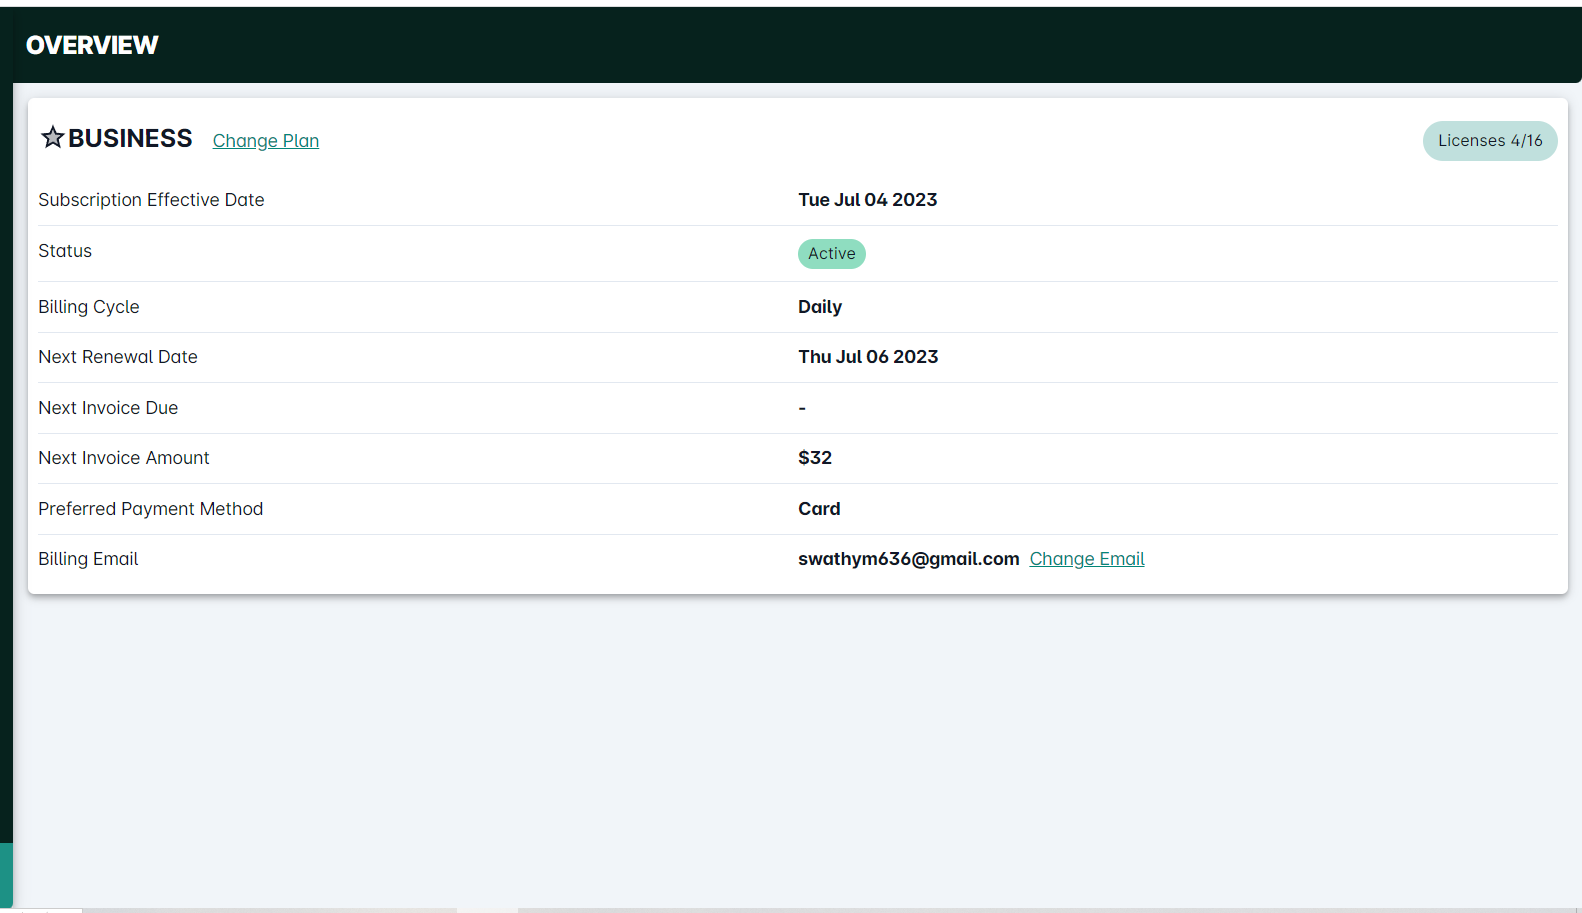 OVERVIEW
BUSINESS Change Plan Licenses 4/16
Subscription Effective Date Tue Jul 04 2023
Status Active
Billing Cycle Daily
Next Renewal Date Thu Jul 06 2023
Next Invoice Due -
Next Invoice Amount $32
Preferred Payment Method Card
Billing Email swathym636@gmail.com Change Email